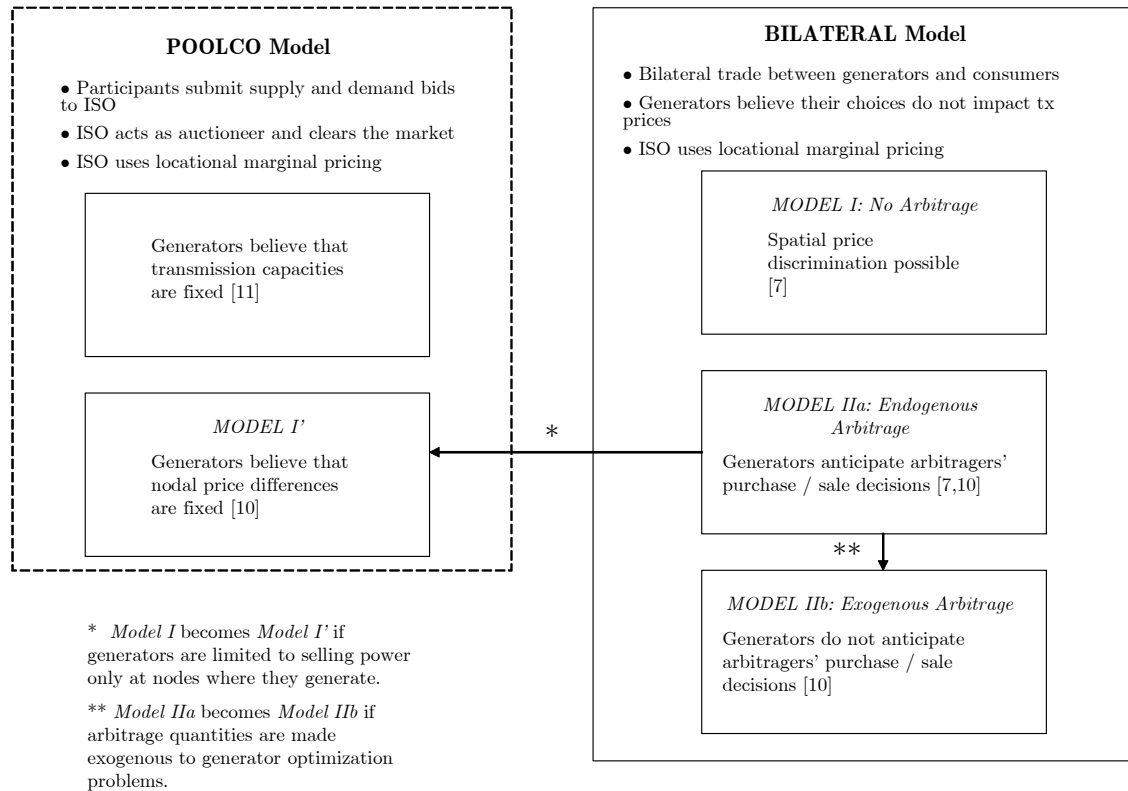 POOLCO Model
• Participants submit supply and demand bids
to ISO
• ISO acts as auctioneer and clears the market
• ISO uses locational marginal pricing
Generators believe that
transmission capacities
are fixed [11]
MODEL I’
Generators believe that
nodal price differences
are fixed [10]
* Model I becomes Model I’ if
generators are limited to selling power
only at nodes where they generate.
** Model IIa becomes Model IIb if
arbitrage quantities are made
exogenous to generator optimization
problems.
*
BILATERAL Model
• Bilateral trade between generators and consumers
• Generators believe their choices do not impact tx
prices
• ISO uses locational marginal pricing
MODEL I: No Arbitrage
Spatial price
discrimination possible
[7]
MODEL IIa: Endogenous
Arbitrage
Generators anticipate arbitragers’
purchase / sale decisions [7,10]
**
MODEL IIb: Exogenous Arbitrage
Generators do not anticipate
arbitragers’ purchase / sale
decisions [10]